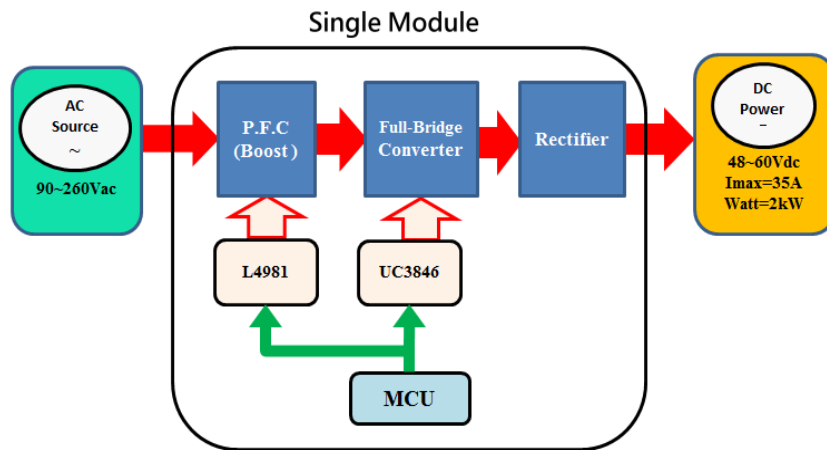 Single Module
AC
Source
~
90~260Vac
P.F.C
(Boost)
Full-Bridge
Converter
Rectifier
DC
Power
–
48~60Vdc
Imax=35A
Watt=2kW
L4981
UC3846
MCU